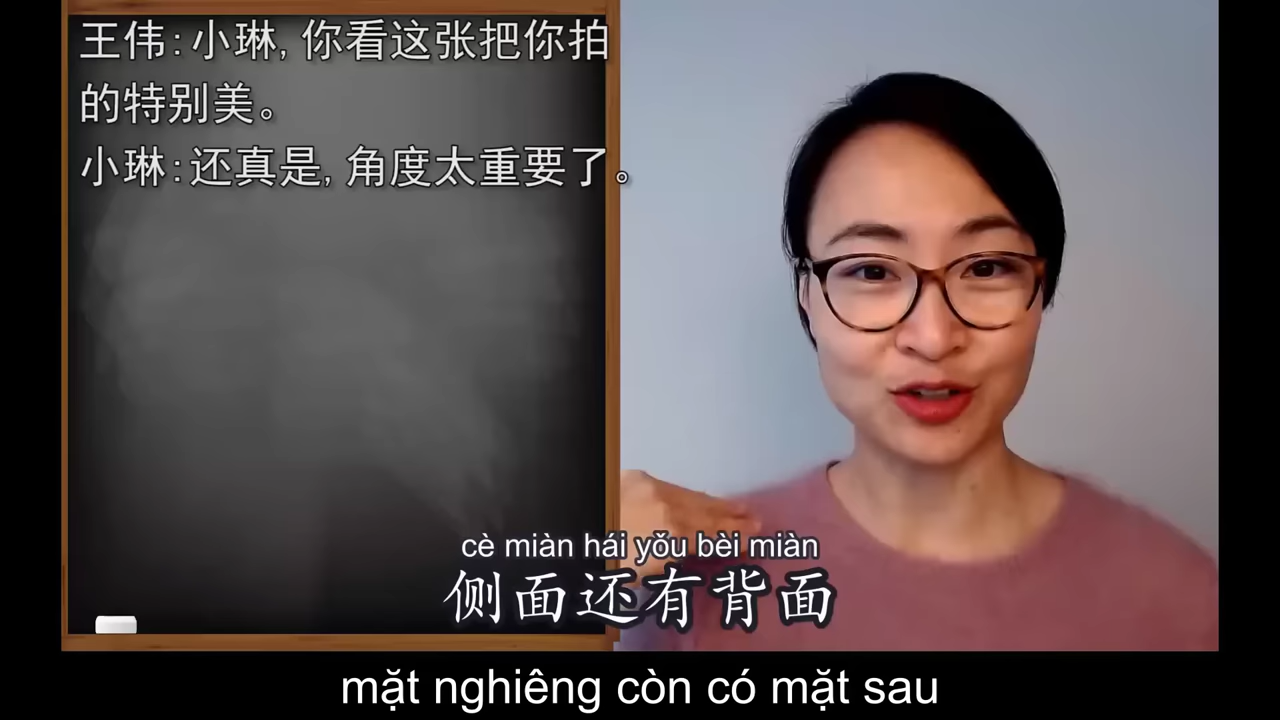 王伟:小琳,你看这张把你拍
的特别美。
小琳:还真是,角度太重要了。
cè miàn hái yǒu bèi miàn
侧面还有背面
mặt nghiêng còn có mặt sau